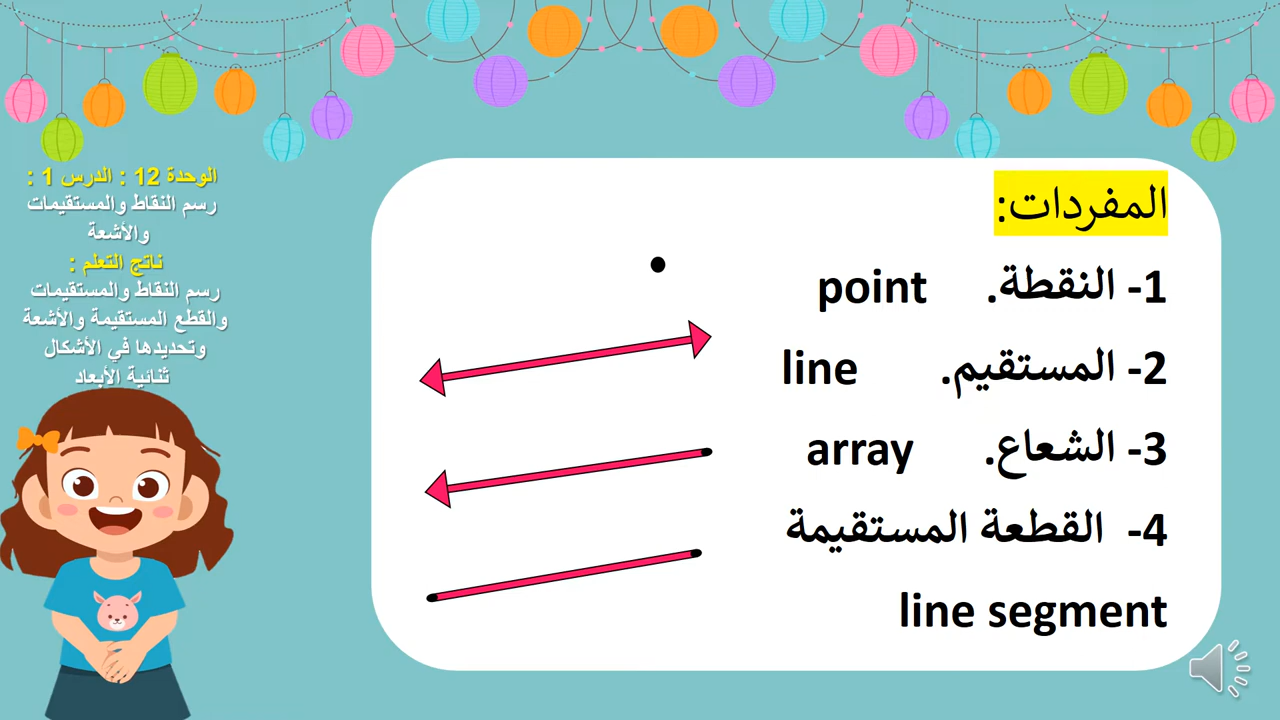 الوحدة 12 : الدرس 1 :
رسم النقاط والمستقيمات
والأشعة
ناتج التعلم :
رسم النقاط والمستقيمات
والقطع المستقيمة والأشعة
وتحديدها في الأشكال
ثنائية الأبعاد
المفردات:
1- النقطة. point
2- المستقيم. line
3- الشعاع. array
4- القطعة المستقيمة
line segment